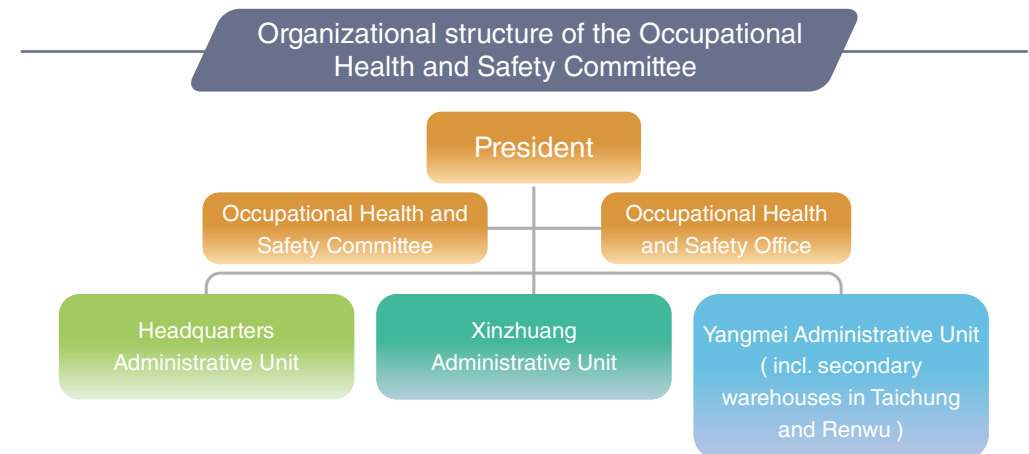 Organizational structure of the Occupational
Health and Safety Committee
President
Occupational Health and
Safety Committee
Occupational Health
and Safety Office
Headquarters
Administrative Unit
Xinzhuang
Administrative Unit
Yangmei Administrative Unit
( incl. secondary
warehouses in Taichung
and Renwu )